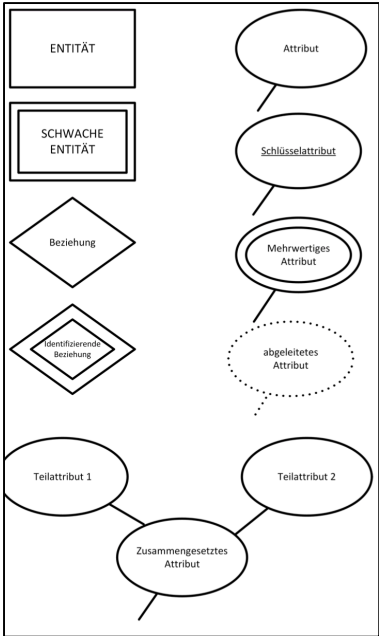 ENTITÄT
Attribut
SCHWACHE
ENTITÄT
Schlüsselattribut
Beziehung
Mehrwertiges
Attribut
Identifizierende
Beziehung
abgeleitetes
Attribut
Teilattribut 1
Teilattribut 2
Zusammengesetztes
Attribut